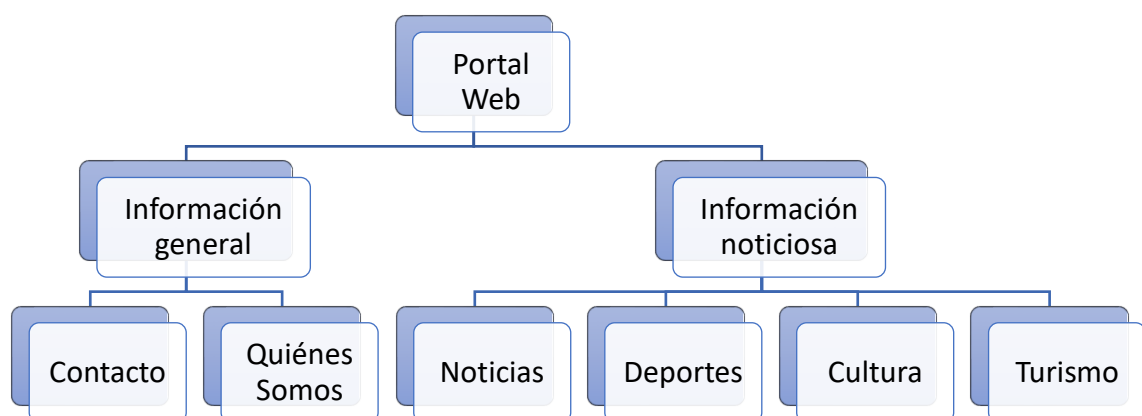 Portal
Web
Información
general
Información
noticiosa
Contacto
Quiénes
Somos
Noticias
Deportes
Cultura
Turismo